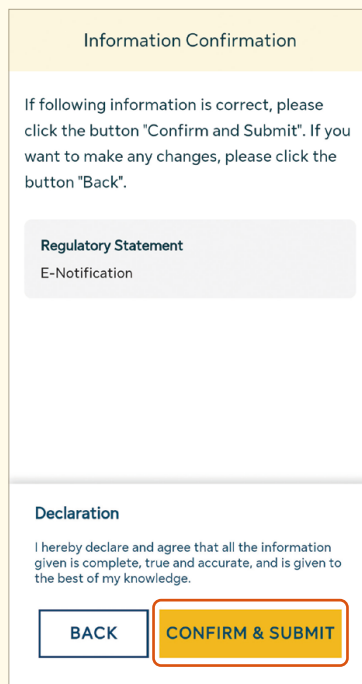 Information Confirmation
If following information is correct, please
click the button "Confirm and Submit". If you
want to make any changes, please click the
button "Back".
Regulatory Statement
E-Notification
Declaration
I hereby declare and agree that all the information
given is complete, true and accurate, and is given to
the best of my knowledge.
BACK
CONFIRM & SUBMIT